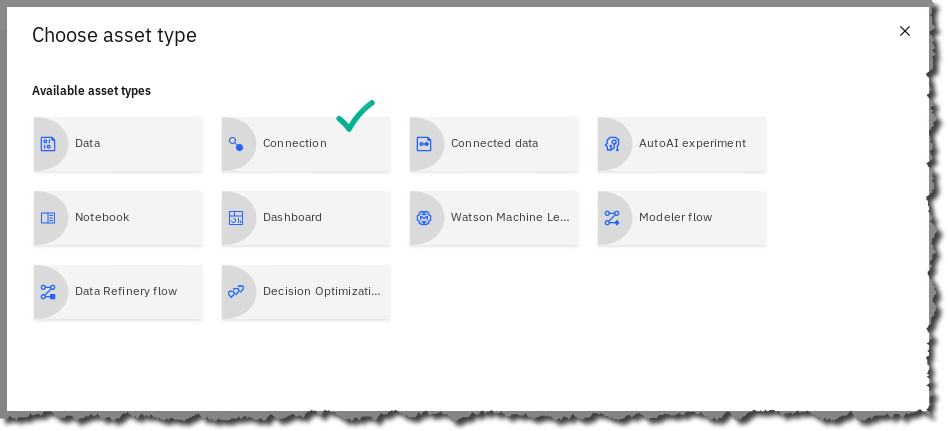 Choose asset type
Available asset types
Data
Connection
Connected data
AutoAI experiment
Notebook
Dashboard
Watson Machine Le...
Modeler flow
Data Refinery flow
Decision Optimizati...